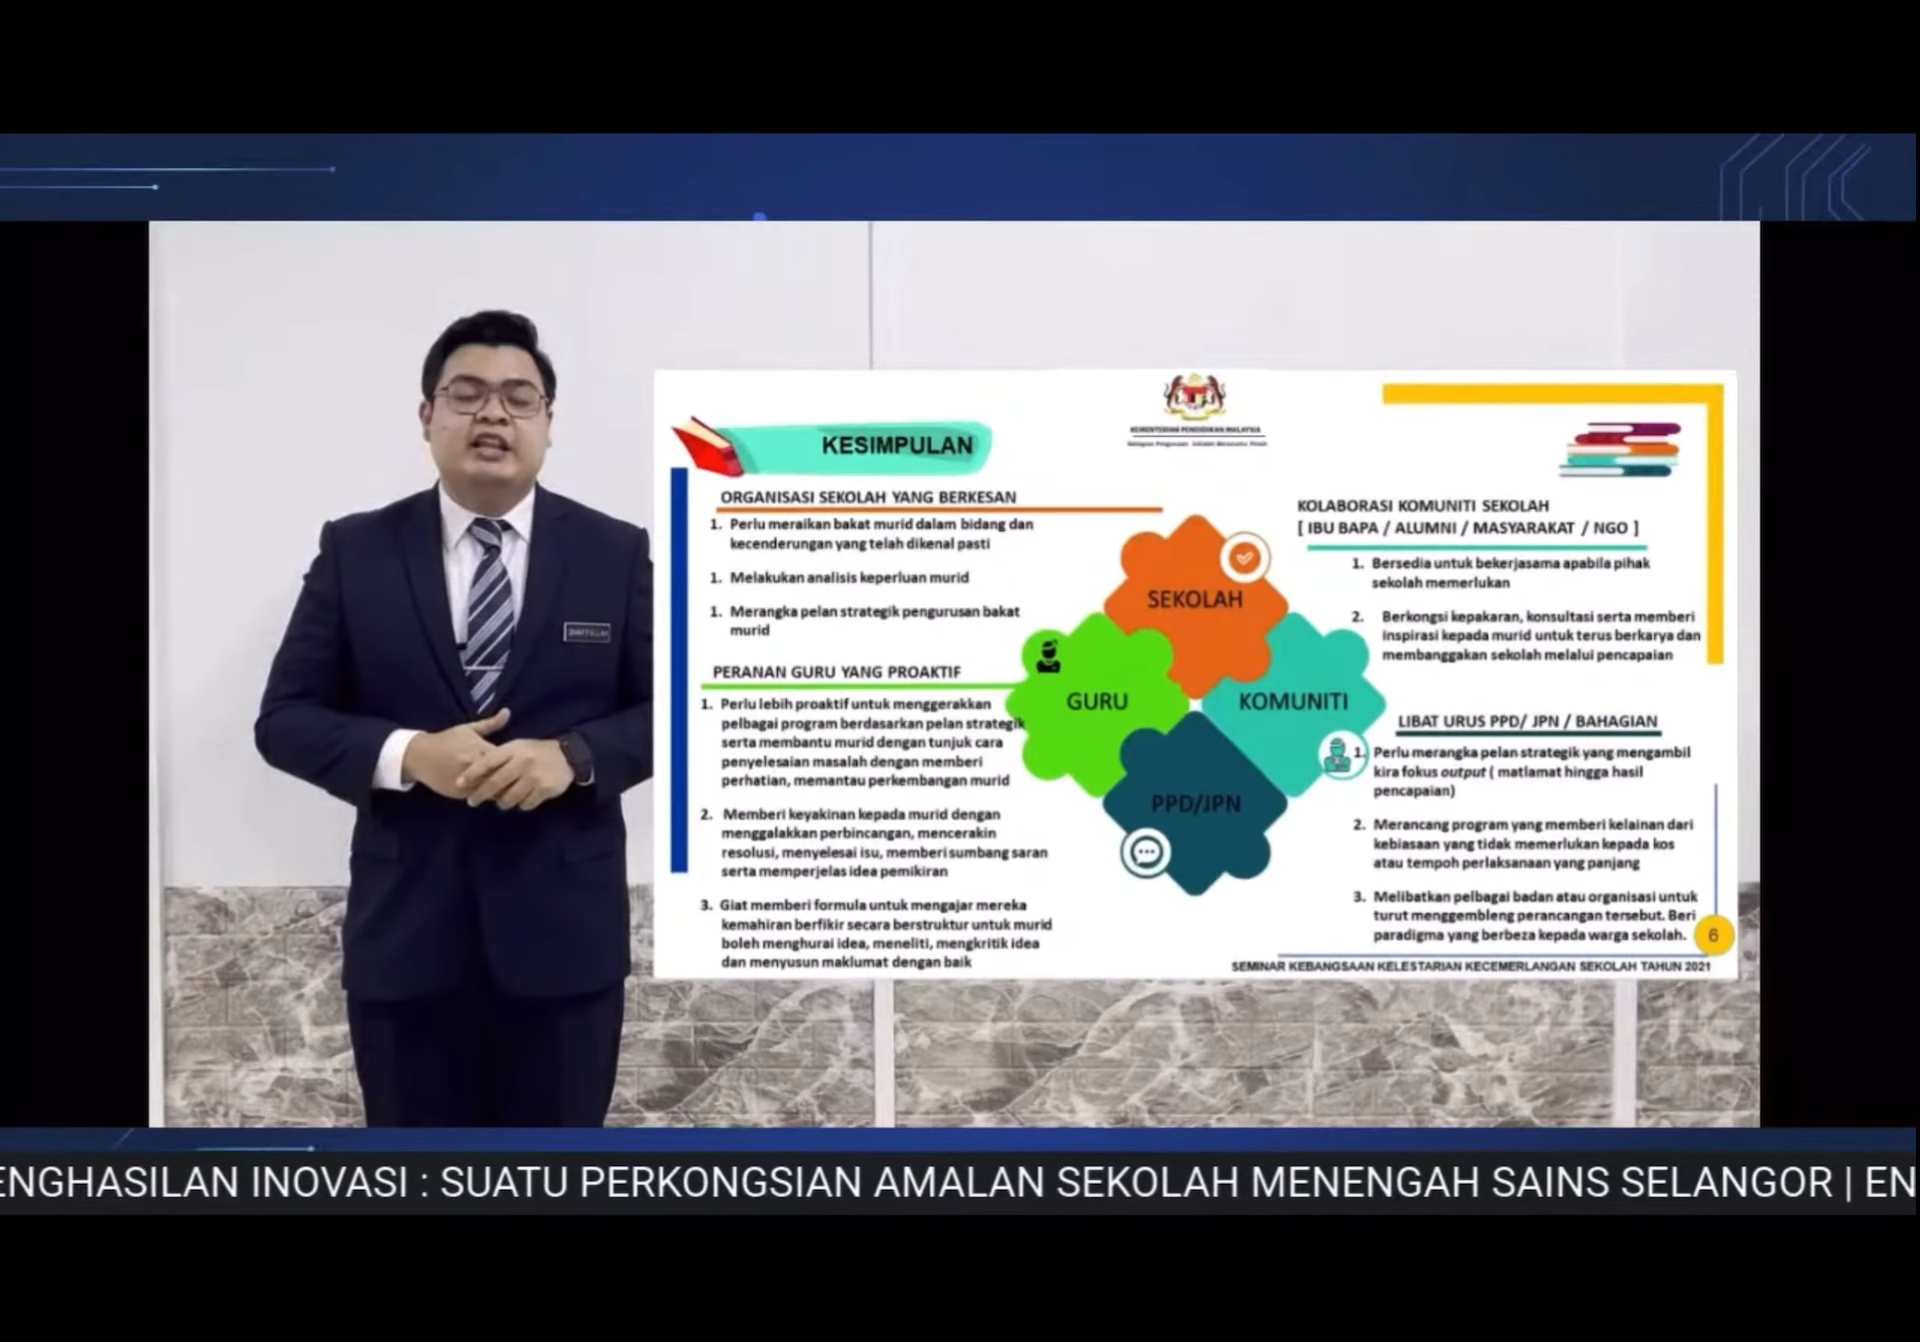 KEMENTERIAN PENDIDIKAN MALAYSIA
KESIMPULAN
ORGANISASI SEKOLAH YANG BERKESAN
1. Perlu meraikan bakat murid dalam bidang dan
kecenderungan yang telah dikenal pasti
1. Melakukan analisis keperluan murid
1. Merangka pelan strategik pengurusan bakat
murid
PERANAN GURU YANG PROAKTIF
1. Perlu lebih proaktif untuk menggerakkan
pelbagai program berdasarkan pelan strategik
serta membantu murid dengan tunjuk cara
penyelesaian masalah dengan memberi
perhatian, memantau perkembangan murid
2. Memberi keyakinan kepada murid dengan
menggalakkan perbincangan, mencerakin
resolusi, menyelesai isu, memberi sumbang saran
serta memperjelas idea pemikiran
3. Giat memberi formula untuk mengajar mereka
kemahiran berfikir secara berstruktur untuk murid
boleh menghurai idea, meneliti, mengkritik idea
dan menyusun maklumat dengan baik
SEKOLAH
GURU
KOMUNITI
PPD/JPN
KOLABORASI KOMUNITI SEKOLAH
[ IBU BAPA / ALUMNI / MASYARAKAT / NGO ]
1. Bersedia untuk bekerjasama apabila pihak
sekolah memerlukan
2. Berkongsi kepakaran, konsultasi serta memberi
inspirasi kepada murid untuk terus berkarya dan
membanggakan sekolah melalui pencapaian
LIBAT URUS PPD/ JPN / BAHAGIAN
1. Perlu merangka pelan strategik yang mengambil
kira fokus output ( matlamat hingga hasil
pencapaian)
2. Merancang program yang memberi kelainan dari
kebiasaan yang tidak memerlukan kepada kos
atau tempoh perlaksanaan yang panjang
3. Melibatkan pelbagai badan atau organisasi untuk
turut menggembleng perancangan tersebut. Beri
paradigma yang berbeza kepada warga sekolah.
6
SEMINAR KEBANGSAAN KELESTARIAN KECEMERLANGAN SEKOLAH TAHUN 2021
ENGHASILAN INOVASI : SUATU PERKONGSIAN AMALAN SEKOLAH MENENGAH SAINS SELANGOR | EN